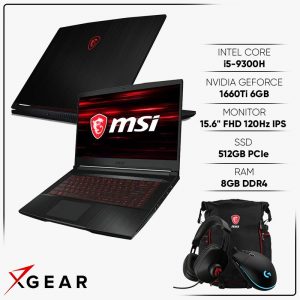 INTEL CORE
i5-9300H
NVIDIA GEFORCE
1660Ti 6GB
MONITOR
15.6" FHD 120Hz IPS
SSD
512GB PCIe
RAM
8GB DDR4
msi
msi
XGEAR